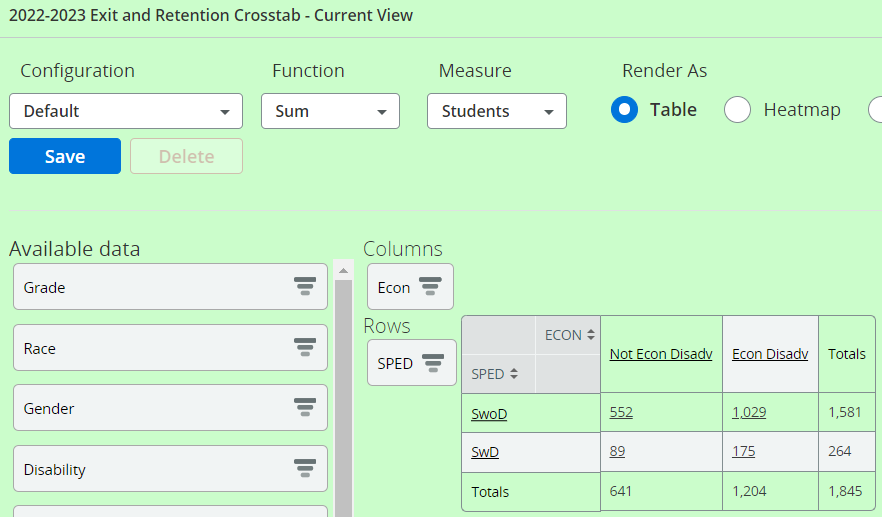 2022-2023 Exit and Retention Crosstab - Current View
Configuration Function Measure Render As
Default Sum Students Table Heatmap
Save Delete
Available data Columns
Grade Econ
Rows
Race SPED
Gender
Disability
ECON Not Econ Disadv Econ Disadv Totals
SPED
SwoD 552 1,029 1,581
SwD 89 175 264
Totals 641 1,204 1,845